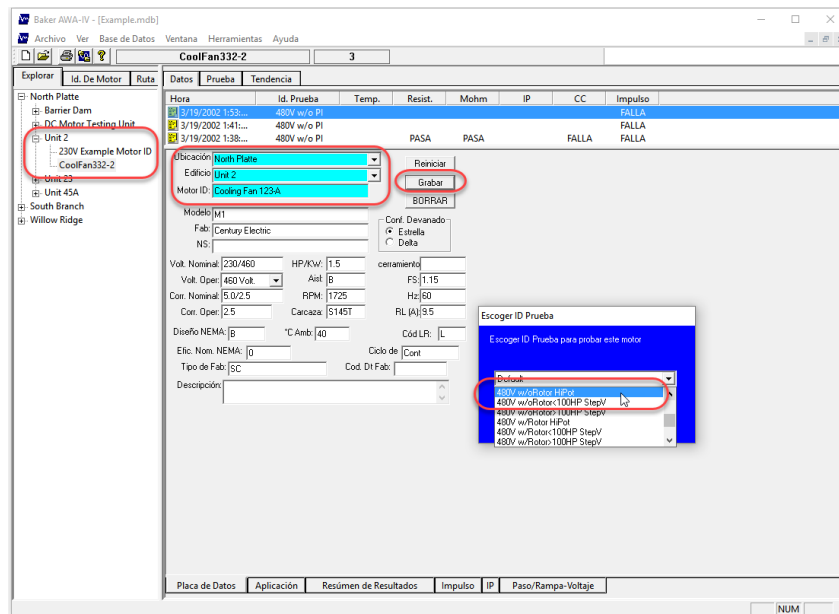 Baker AWA-IV - [Example.mdb]
Archivo Ver Base de Datos Ventana Herramientas Ayuda
CoolFan332-2 3
Explorar Id. De Motor Ruta Datos Prueba Tendencia
North Platte
Barrier Dam
DC Motor Testing Unit
Unit 2
230V Example Motor ID
CoolFan332-2
Unit 23
Unit 45A
South Branch
Willow Ridge
Hora Id. Prueba Temp. Resist. Mohm IP CC Impulso
3/19/2002 1:53:... 480V w/o PI FALLA
3/19/2002 1:41:... 480V w/o PI FALLA
3/19/2002 1:38:... 480V w/o PI PASA PASA FALLA FALLA
Ubicación North Platte Reiniciar
Edificio Unit 2 Grabar
Motor ID: Cooling Fan 123-A BORRAR
Modelo M1 Conf. Devanado
Fab: Century Electric Estrella
NS: Delta
Volt. Nominal: 230/460 HP/KW: 1.5 cerramiento
Volt. Oper: 460 Volt. Aisl: B FS: 1.15
Corr. Nominal: 5.0/2.5 RPM: 1725 Hz: 60
Corr. Oper: 2.5 Carcaza: S145T RL (A): 9.5
Diseño NEMA: B °C Amb: 40 Cód LR: L
Efic. Nom. NEMA: 0 Ciclo de Cont
Tipo de Fab: SC Cod. Dt Fab:
Descripción:
Escoger ID Prueba
Escoger ID Prueba para probar este motor
Default
480V w/oRotor HiPot
480V w/oRotor<100HP StepV
480V w/oRotor>100HP StepV
480V w/Rotor HiPot
480V w/Rotor<100HP StepV
480V w/Rotor>100HP StepV
Placa de Datos Aplicación Resúmen de Resultados Impulso IP Paso/Rampa-Voltaje
NUM